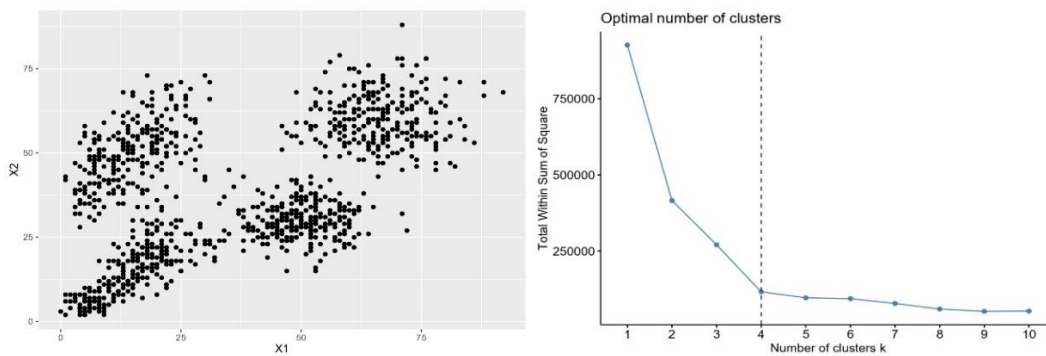 75
50
25
0
X2
0
25
50
75
X1
Optimal number of clusters
Total Within Sum of Square
750000
500000
250000
1 2 3 4 5 6 7 8 9 10
Number of clusters k